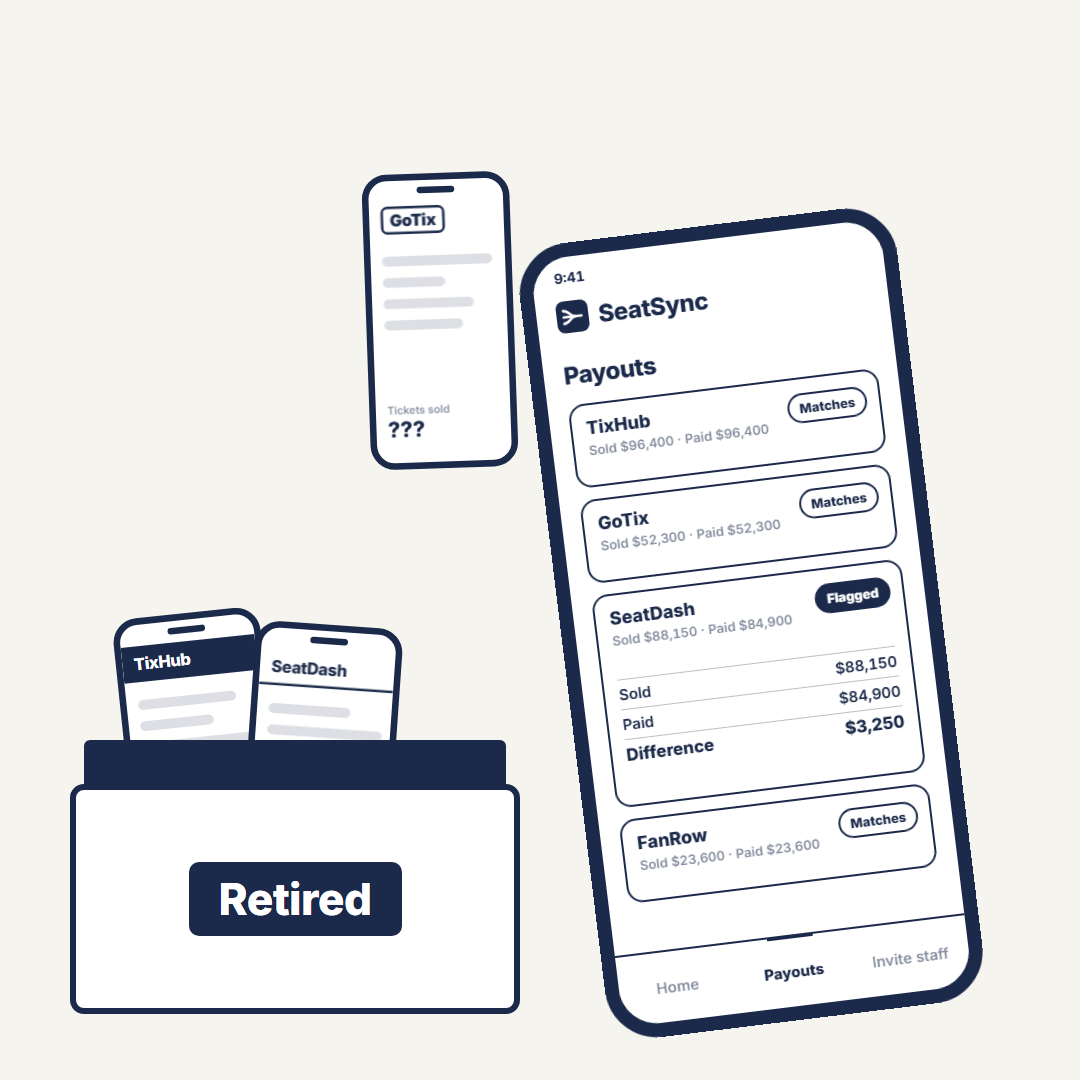 GoTix
Tickets sold
???
TixHub
SeatDash
Retired
9:41
SeatSync
Payouts
TixHub
Matches
Sold $96,400 · Paid $96,400
GoTix
Matches
Sold $52,300 · Paid $52,300
SeatDash
Flagged
Sold $88,150 · Paid $84,900
Sold $88,150
Paid $84,900
Difference $3,250
FanRow
Matches
Sold $23,600 · Paid $23,600
Home Payouts Invite staff